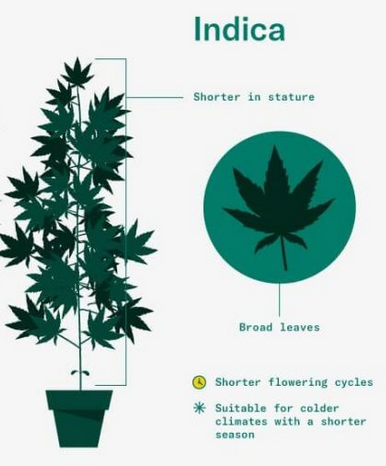 Indica
Shorter in stature
Broad leaves
Shorter flowering cycles
Suitable for colder
climates with a shorter
season